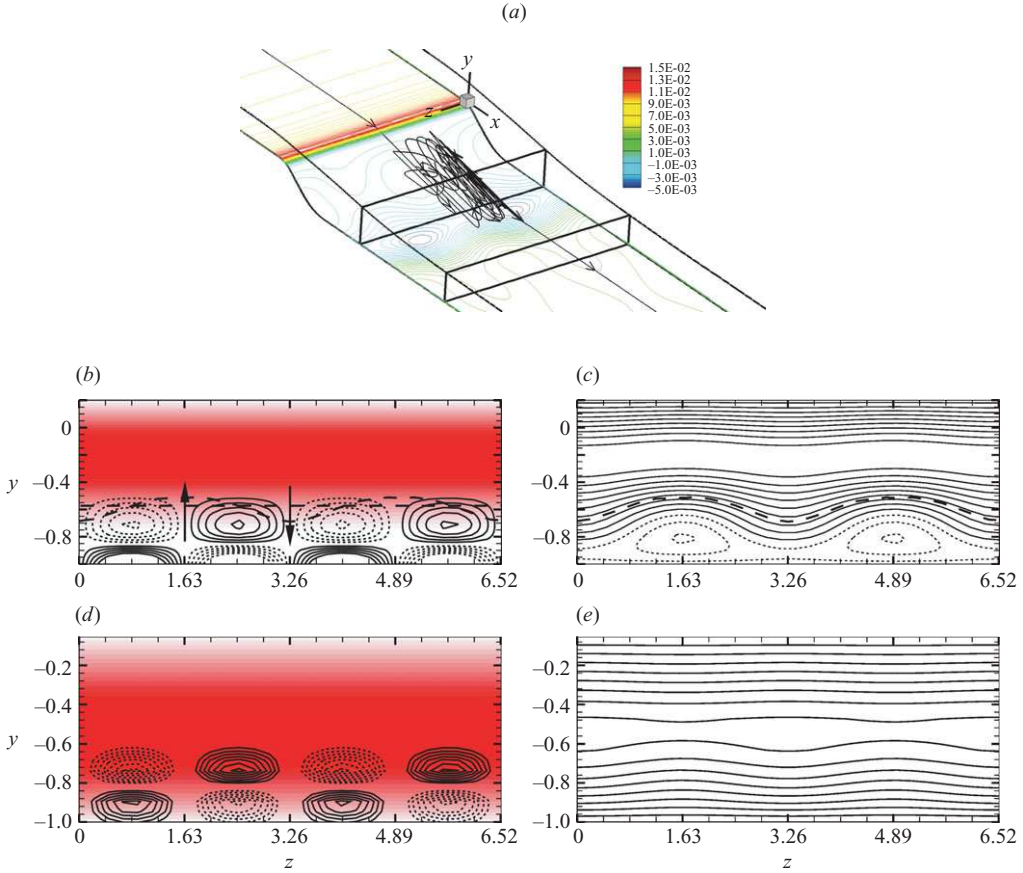 (a)
y
z
x
1.5E-02
1.3E-02
1.1E-02
9.0E-03
7.0E-03
5.0E-03
3.0E-03
1.0E-03
–1.0E-03
–3.0E-03
–5.0E-03
(b)
(c)
0
–0.4
–0.8
y
0 1.63 3.26 4.89 6.52
0
–0.4
–0.8
y
0 1.63 3.26 4.89 6.52
(d)
(e)
–0.2
–0.4
–0.6
–0.8
–1.0
y
0 1.63 3.26 4.89 6.52
z
–0.2
–0.4
–0.6
–0.8
–1.0
y
0 1.63 3.26 4.89 6.52
z